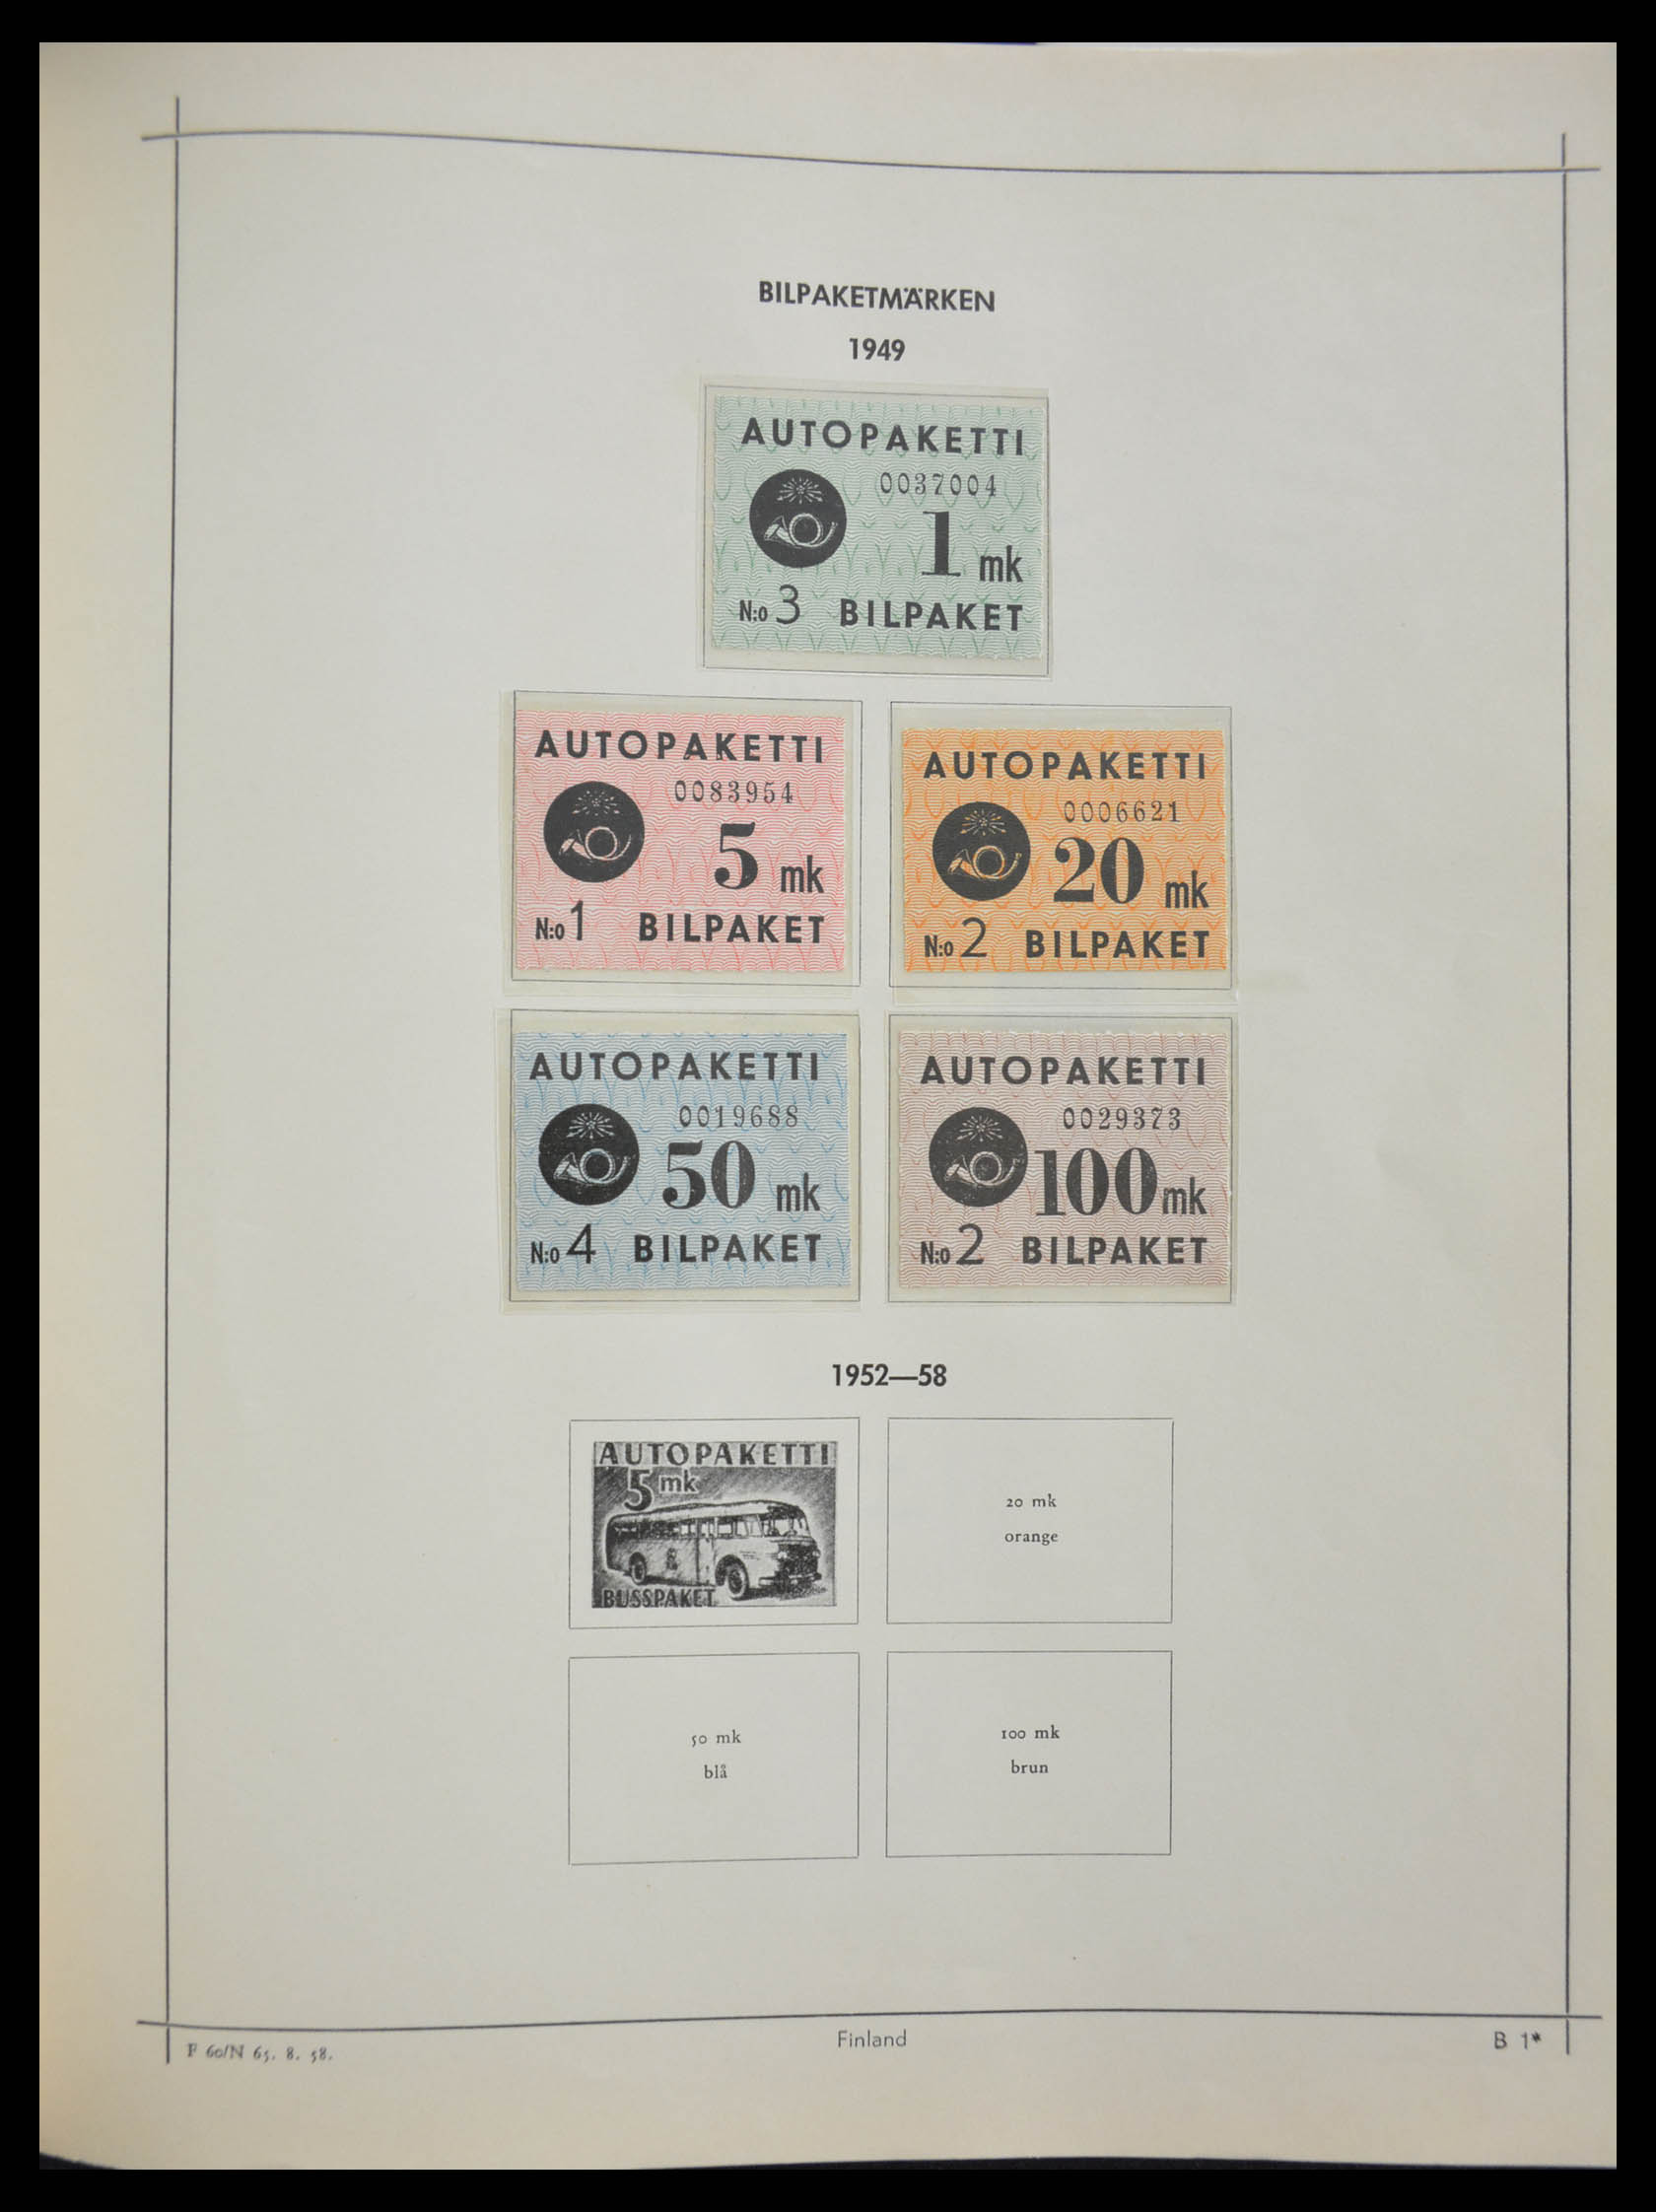 BILPAKETMÄRKEN
1949
AUTOPAKETTI
0037004
1 mk
N:o 3 BILPAKET
AUTOPAKETTI
0083954
5 mk
N:o 1 BILPAKET
AUTOPAKETTI
0006621
20 mk
N:o 2 BILPAKET
AUTOPAKETTI
0019688
50 mk
N:o 4 BILPAKET
AUTOPAKETTI
0029373
100 mk
N:o 2 BILPAKET
1952—58
AUTOPAKETTI
5 mk
BUSSPAKET
20 mk
orange
50 mk
blå
100 mk
brun
F 60/N 65. 8. 58.
Finland
B 1*